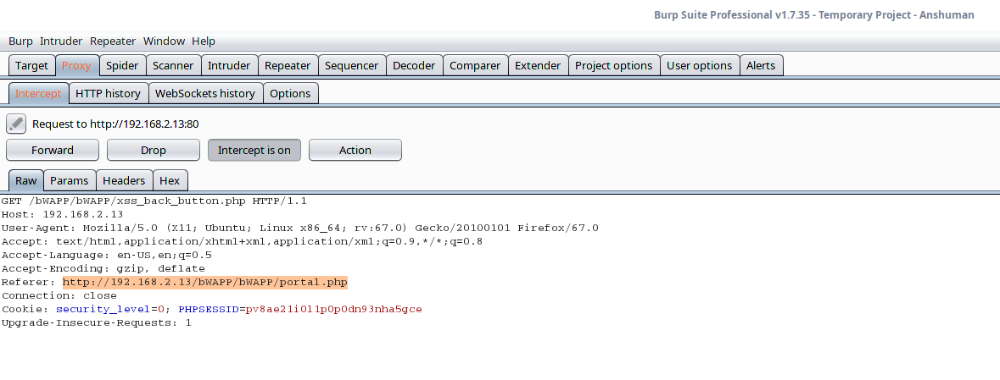 Burp Suite Professional v1.7.35 - Temporary Project - Anshuman
Burp Intruder Repeater Window Help
Target Proxy Spider Scanner Intruder Repeater Sequencer Decoder Comparer Extender Project options User options Alerts
Intercept HTTP history WebSockets history Options
Request to http://192.168.2.13:80
Forward Drop Intercept is on Action
Raw Params Headers Hex
GET /bWAPP/bWAPP/xss_back_button.php HTTP/1.1
Host: 192.168.2.13
User-Agent: Mozilla/5.0 (X11; Ubuntu; Linux x86_64; rv:67.0) Gecko/20100101 Firefox/67.0
Accept: text/html,application/xhtml+xml,application/xml;q=0.9,*/*;q=0.8
Accept-Language: en-US,en;q=0.5
Accept-Encoding: gzip, deflate
Referer: http://192.168.2.13/bWAPP/bWAPP/portal.php
Connection: close
Cookie: security_level=0; PHPSESSID=pv8ae21i0l1p0p0dn93nha5gce
Upgrade-Insecure-Requests: 1